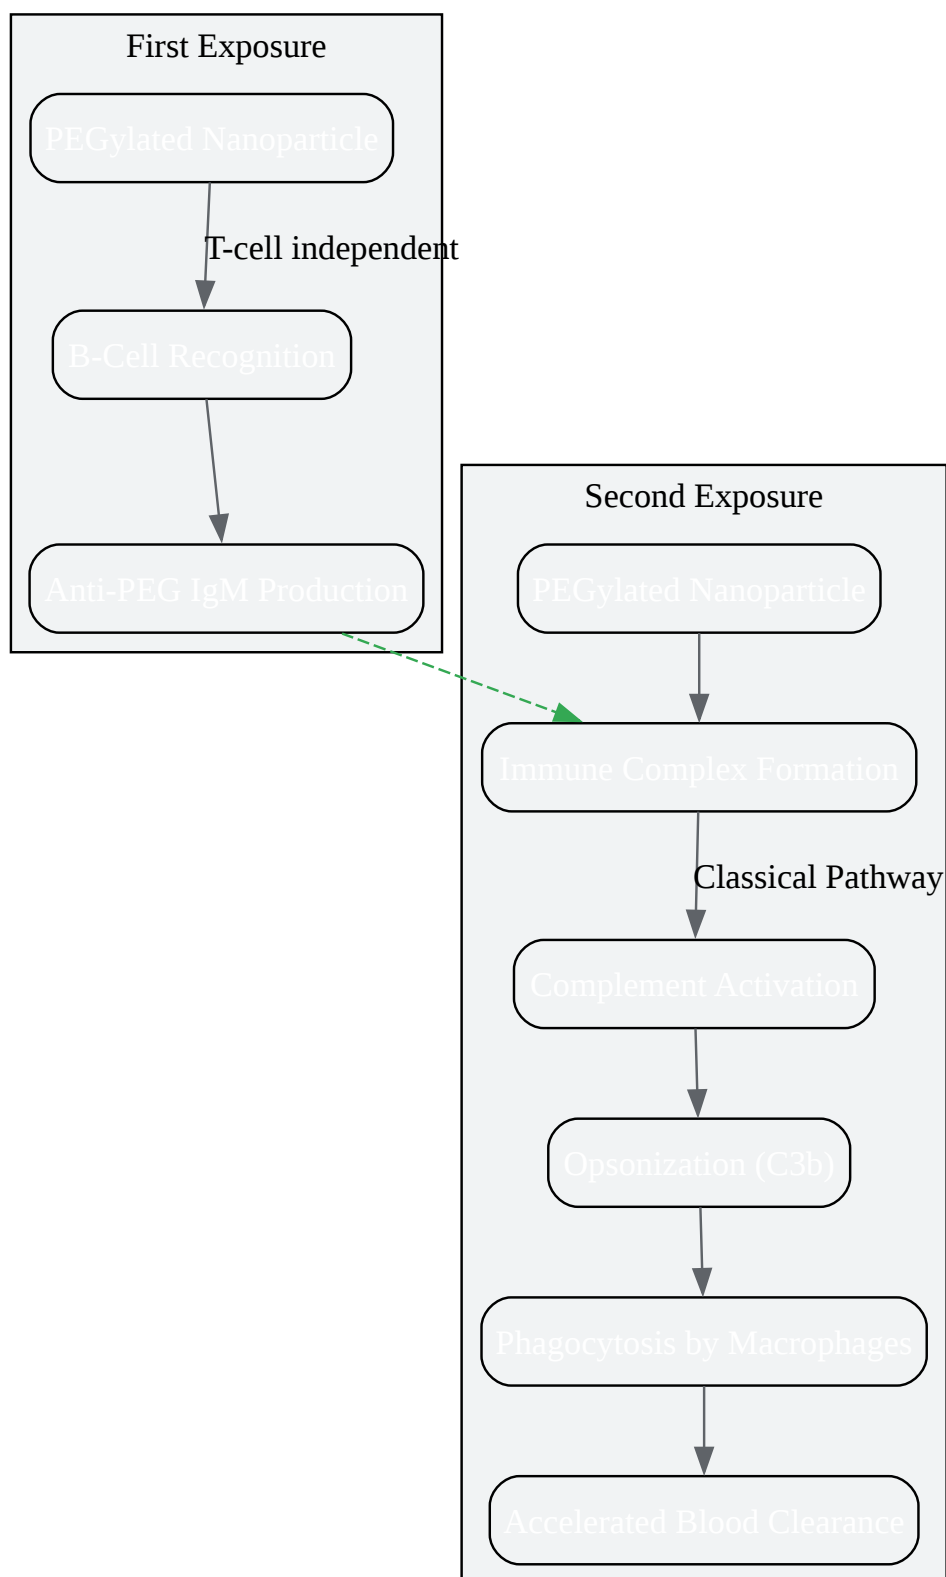 First Exposure
PEGylated Nanoparticle
T-cell independent
B-Cell Recognition
Anti-PEG IgM Production
Second Exposure
PEGylated Nanoparticle
Immune Complex Formation
Classical Pathway
Complement Activation
Opsonization (C3b)
Phagocytosis by Macrophages
Accelerated Blood Clearance